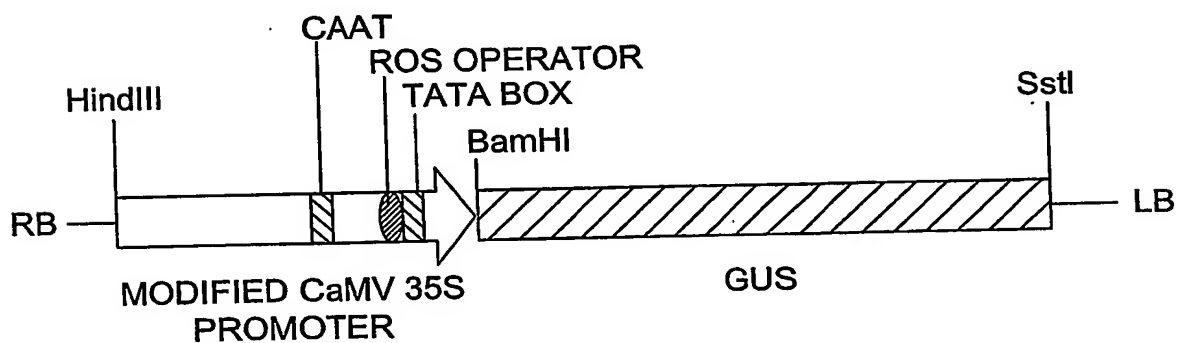 CAAT
ROS OPERATOR
TATA BOX
HindIII
BamHI
SstI
RB
LB
MODIFIED CaMV 35S
PROMOTER
GUS